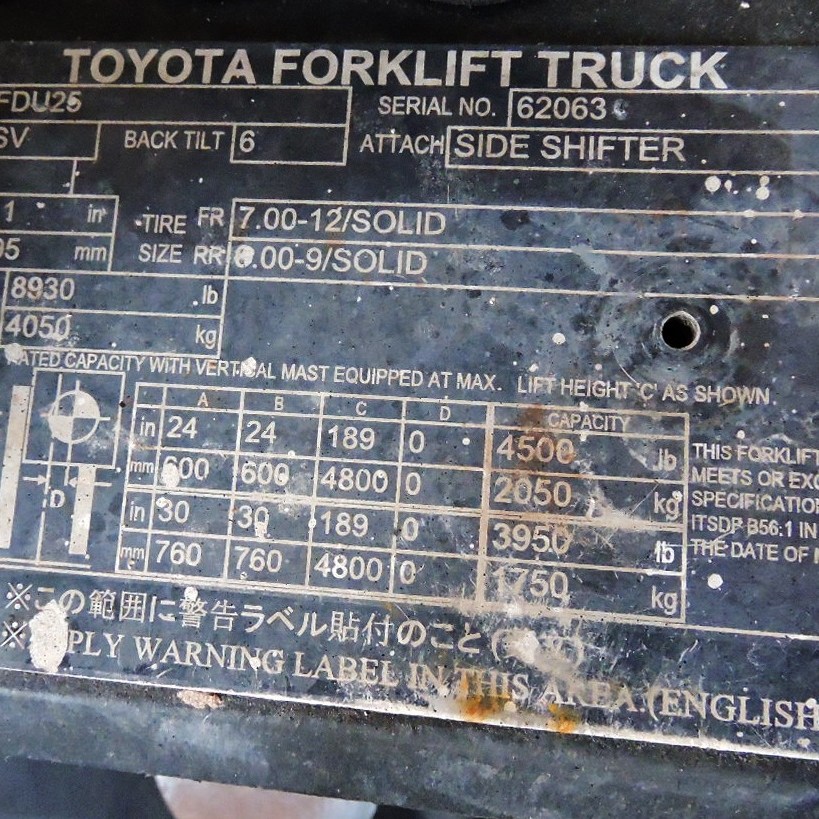 TOYOTA FORKLIFT TRUCK
FDU25 SERIAL NO. 62063
SV BACK TILT 6 ATTACH SIDE SHIFTER
1 in TIRE SIZE FR 7.00-12/SOLID
95 mm RR .00-9/SOLID
8930 lb
4050 kg
RATED CAPACITY WITH VERTICAL MAST EQUIPPED AT MAX. LIFT HEIGHT 'C' AS SHOWN.
A B C D CAPACITY
in 24 24 189 0 4500 lb
mm 600 600 4800 0 2050 kg
in 30 30 189 0 3950 lb
mm 760 760 4800 0 1750 kg
D
THIS FORKLIFT
MEETS OR EXC
SPECIFICATIO
ITSDF B56.1 IN
THE DATE OF M
※この範囲に警告ラベル貼付のこと
※ PLY WARNING LABEL IN THIS AREA.(ENGLISH